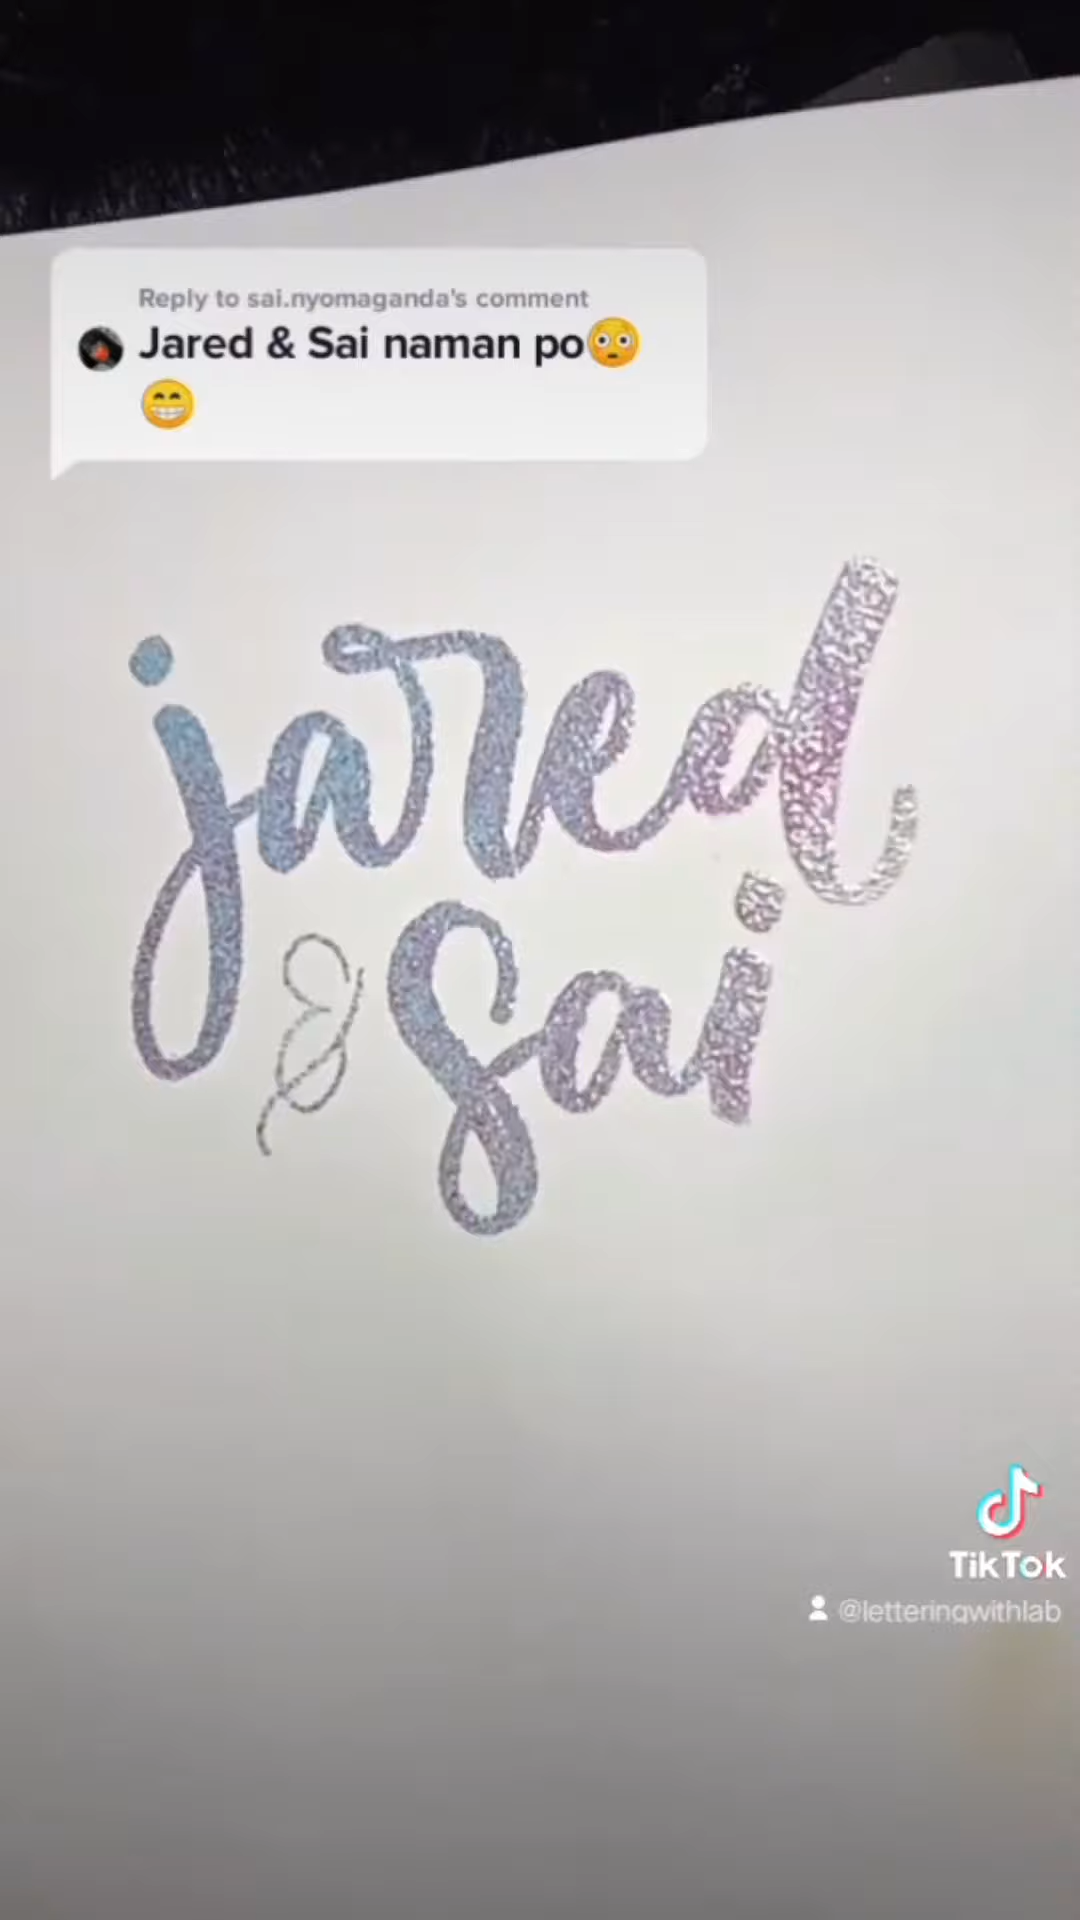 Reply to sai.nyomaganda's comment
Jared & Sai naman po😳
😁
jared
& Sai
TikTok
@letteringwithlab